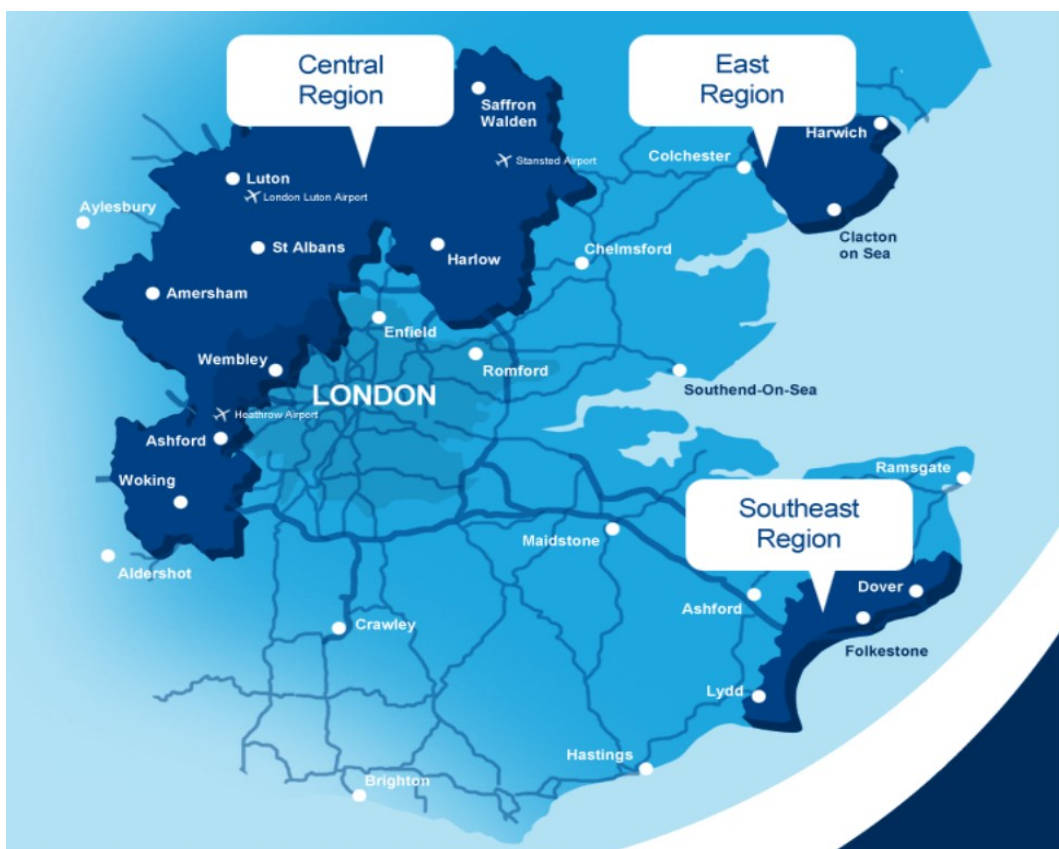 Central
Region
East
Region
Saffron
Walden
Harwich
Stansted Airport
Colchester
Luton
London Luton Airport
Aylesbury
St Albans
Harlow
Chelmsford
Clacton
on Sea
Amersham
Enfield
Wembley
Romford
LONDON
Southend-On-Sea
Heathrow Airport
Ashford
Woking
Ramsgate
Southeast
Region
Maidstone
Aldershot
Dover
Ashford
Crawley
Folkestone
Lydd
Hastings
Brighton